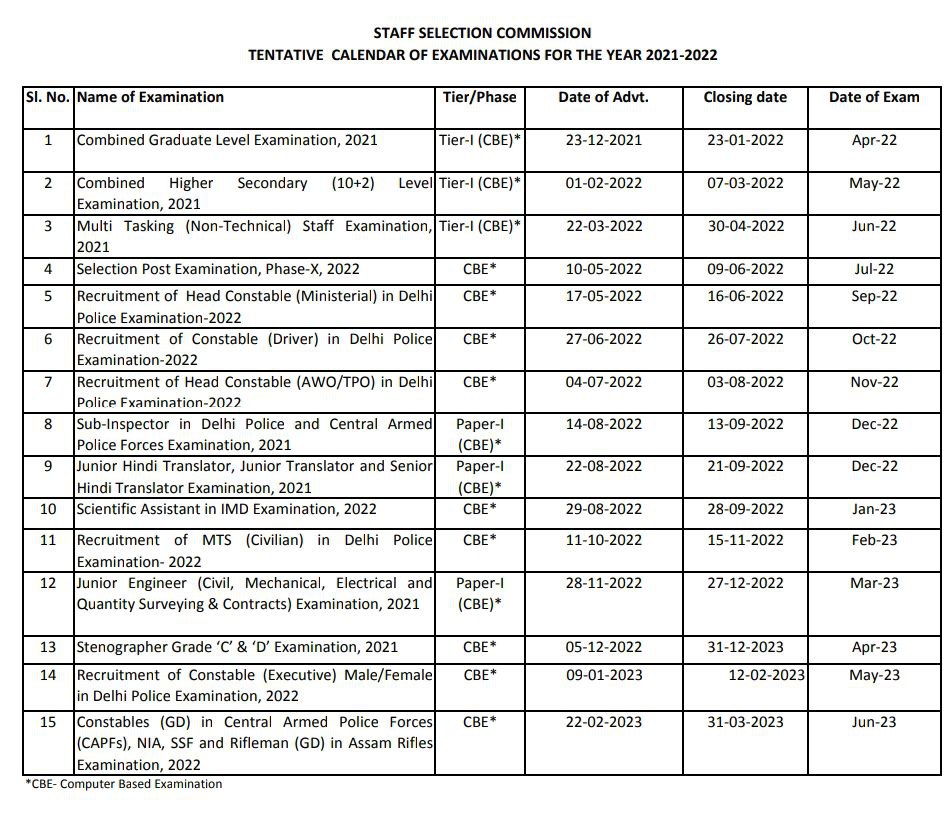 STAFF SELECTION COMMISSION
TENTATIVE CALENDAR OF EXAMINATIONS FOR THE YEAR 2021-2022
Sl. No. Name of Examination Tier/Phase Date of Advt. Closing date Date of Exam
1 Combined Graduate Level Examination, 2021 Tier-I (CBE)* 23-12-2021 23-01-2022 Apr-22
2 Combined Higher Secondary (10+2) Level Tier-I (CBE)* 01-02-2022 07-03-2022 May-22
Examination, 2021
3 Multi Tasking (Non-Technical) Staff Examination, Tier-I (CBE)* 22-03-2022 30-04-2022 Jun-22
2021
4 Selection Post Examination, Phase-X, 2022 CBE* 10-05-2022 09-06-2022 Jul-22
5 Recruitment of Head Constable (Ministerial) in Delhi CBE* 17-05-2022 16-06-2022 Sep-22
Police Examination-2022
6 Recruitment of Constable (Driver) in Delhi Police CBE* 27-06-2022 26-07-2022 Oct-22
Examination-2022
7 Recruitment of Head Constable (AWO/TPO) in Delhi CBE* 04-07-2022 03-08-2022 Nov-22
Police Examination-2022
8 Sub-Inspector in Delhi Police and Central Armed Paper-I 14-08-2022 13-09-2022 Dec-22
Police Forces Examination, 2021 (CBE)*
9 Junior Hindi Translator, Junior Translator and Senior Paper-I 22-08-2022 21-09-2022 Dec-22
Hindi Translator Examination, 2021 (CBE)*
10 Scientific Assistant in IMD Examination, 2022 CBE* 29-08-2022 28-09-2022 Jan-23
11 Recruitment of MTS (Civilian) in Delhi Police CBE* 11-10-2022 15-11-2022 Feb-23
Examination- 2022
12 Junior Engineer (Civil, Mechanical, Electrical and Paper-I 28-11-2022 27-12-2022 Mar-23
Quantity Surveying & Contracts) Examination, 2021 (CBE)*
13 Stenographer Grade ‘C’ & ‘D’ Examination, 2021 CBE* 05-12-2022 31-12-2023 Apr-23
14 Recruitment of Constable (Executive) Male/Female CBE* 09-01-2023 12-02-2023 May-23
in Delhi Police Examination, 2022
15 Constables (GD) in Central Armed Police Forces CBE* 22-02-2023 31-03-2023 Jun-23
(CAPFs), NIA, SSF and Rifleman (GD) in Assam Rifles
Examination, 2022
*CBE- Computer Based Examination